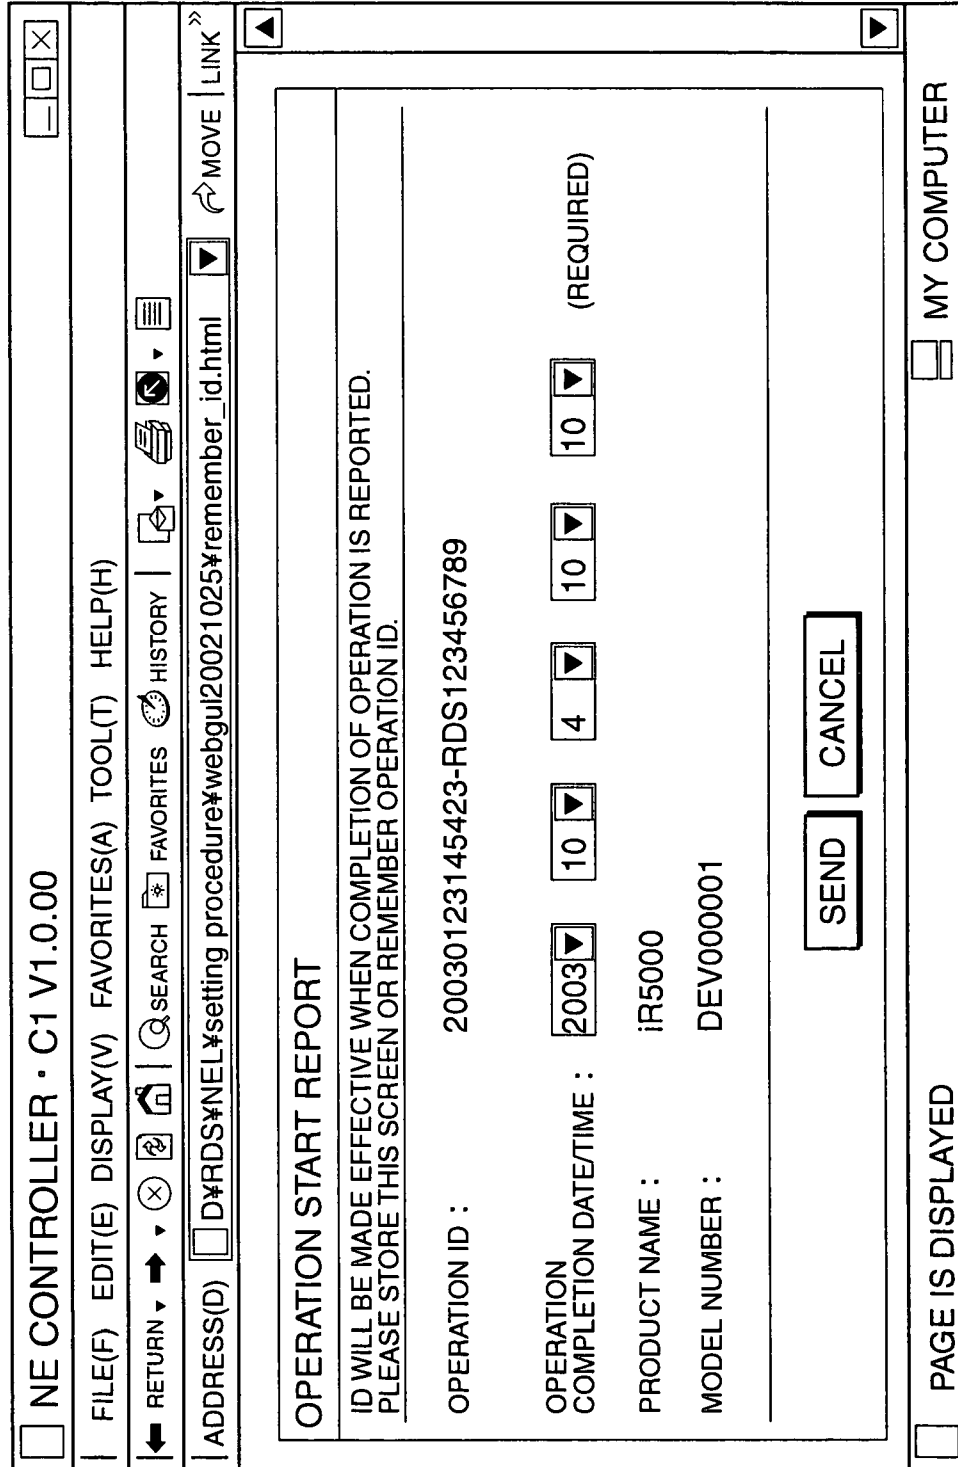 NE CONTROLLER・C1 V1.0.00
FILE(F) EDIT(E) DISPLAY(V) FAVORITES(A) TOOL(T) HELP(H)
RETURN SEARCH FAVORITES HISTORY
ADDRESS(D) D¥RDS¥NEL¥setting procedure¥webgui20021025¥remember_id.html MOVE LINK »
OPERATION START REPORT
ID WILL BE MADE EFFECTIVE WHEN COMPLETION OF OPERATION IS REPORTED.
PLEASE STORE THIS SCREEN OR REMEMBER OPERATION ID.
OPERATION ID : 20030123145423-RDS123456789
OPERATION
COMPLETION DATE/TIME : 2003 10 4 10 10 (REQUIRED)
PRODUCT NAME : iR5000
MODEL NUMBER : DEV000001
SEND CANCEL
PAGE IS DISPLAYED MY COMPUTER